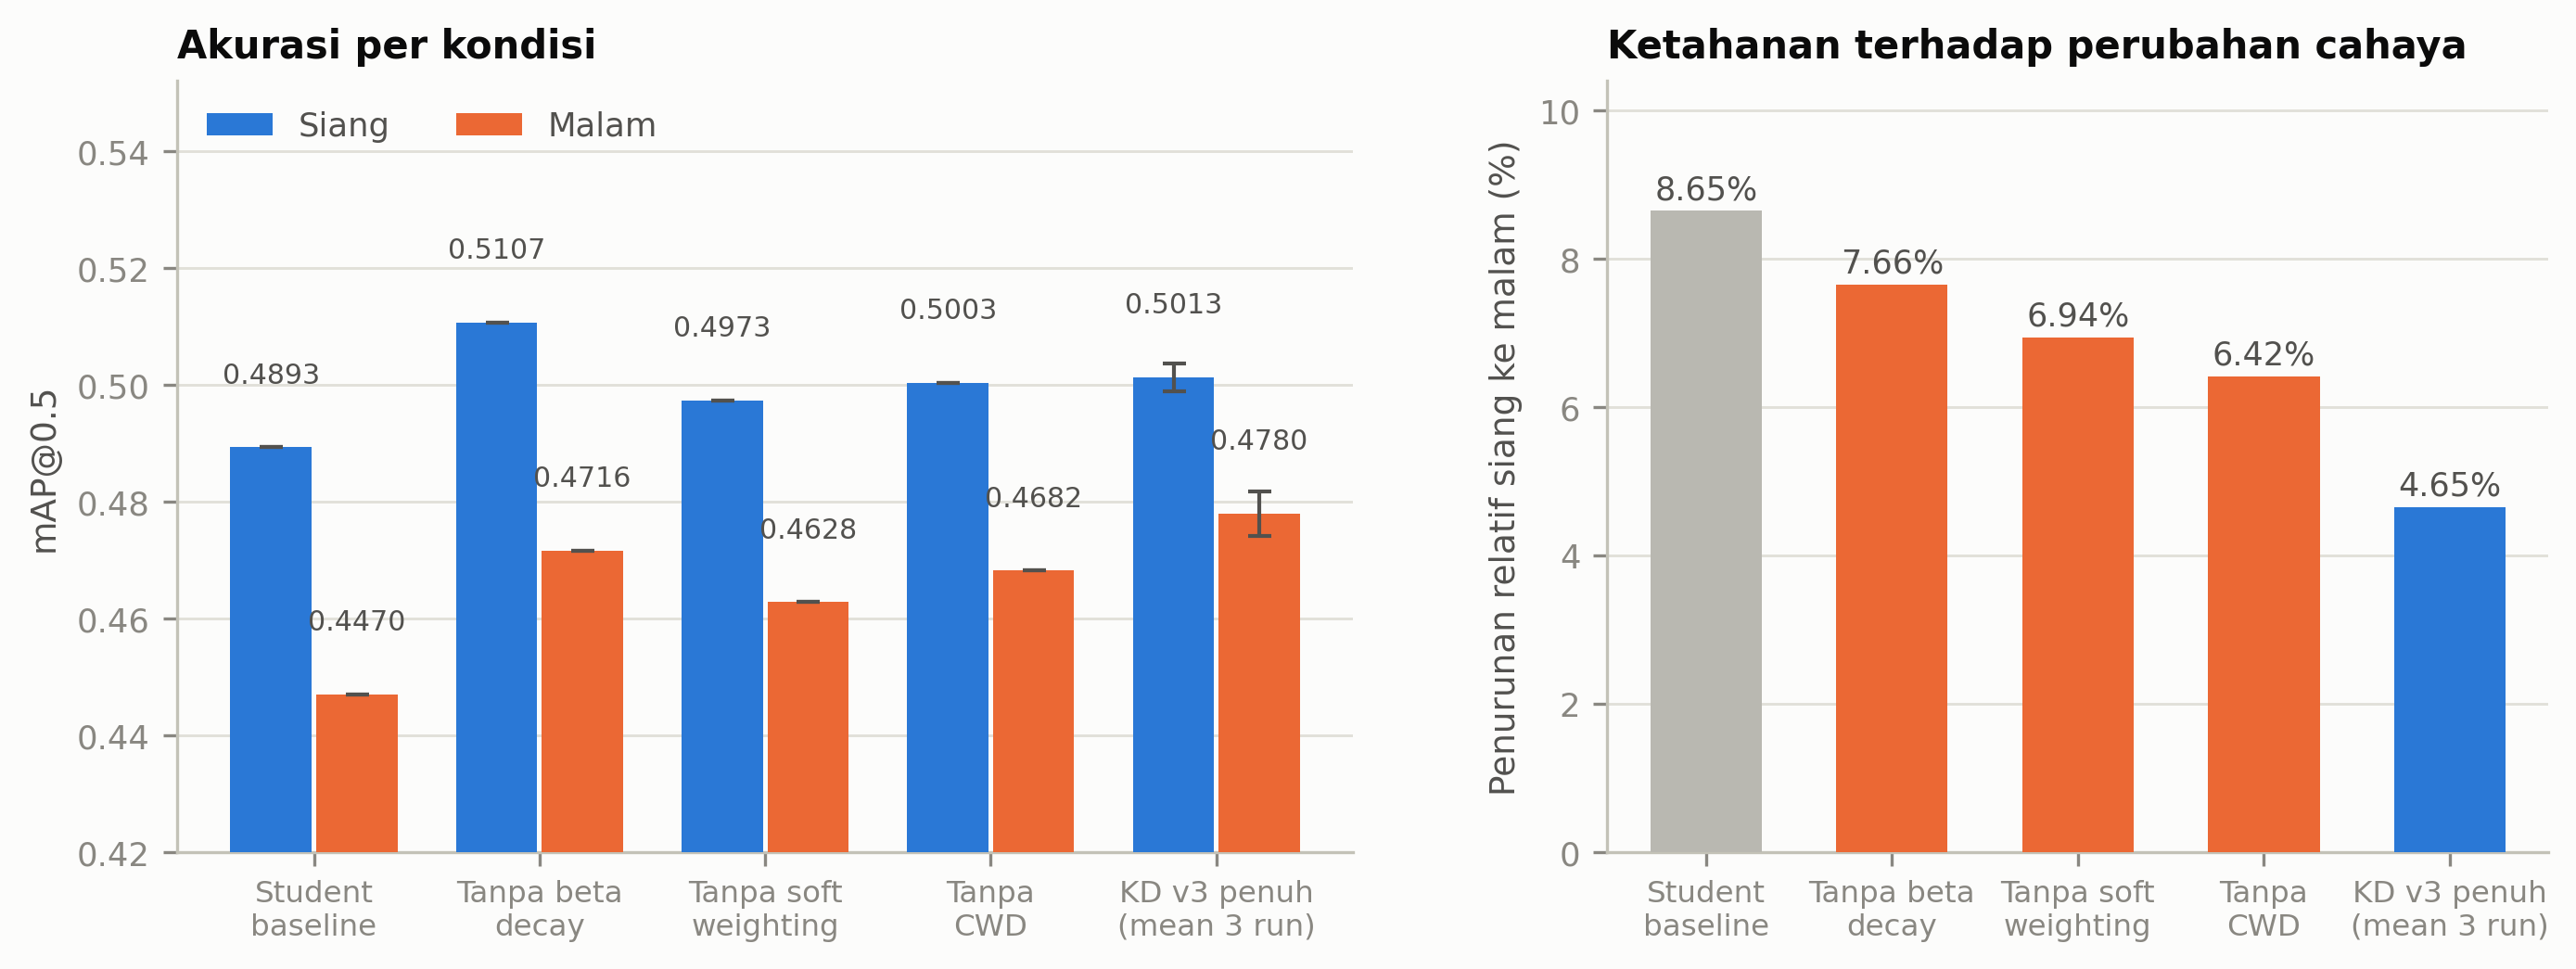 Akurasi per kondisi
Siang
Malam
mAP@0.5
0.54
0.52
0.50
0.48
0.46
0.44
0.42
0.4893
0.4470
0.5107
0.4716
0.4973
0.4628
0.5003
0.4682
0.5013
0.4780
Student
baseline
Tanpa beta
decay
Tanpa soft
weighting
Tanpa
CWD
KD v3 penuh
(mean 3 run)
Ketahanan terhadap perubahan cahaya
Penurunan relatif siang ke malam (%)
10
8
6
4
2
0
8.65%
7.66%
6.94%
6.42%
4.65%
Student
baseline
Tanpa beta
decay
Tanpa soft
weighting
Tanpa
CWD
KD v3 penuh
(mean 3 run)